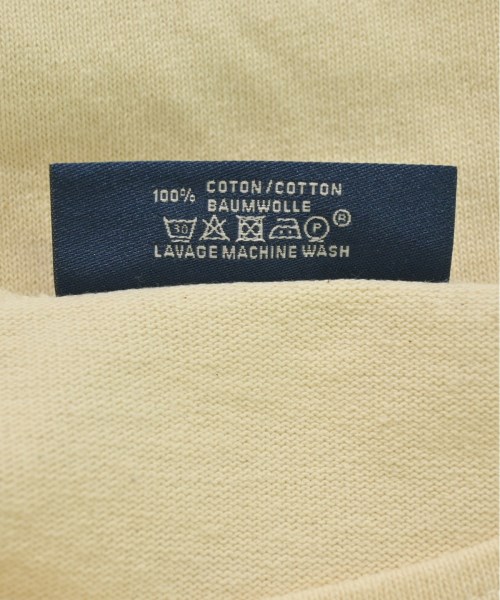 100% COTON/COTTON
BAUMWOLLE
30 P ®
LAVAGE MACHINE WASH